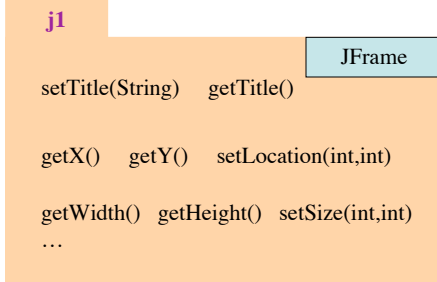 j1
JFrame
setTitle(String) getTitle()
getX() getY() setLocation(int,int)
getWidth() getHeight() setSize(int,int)
…